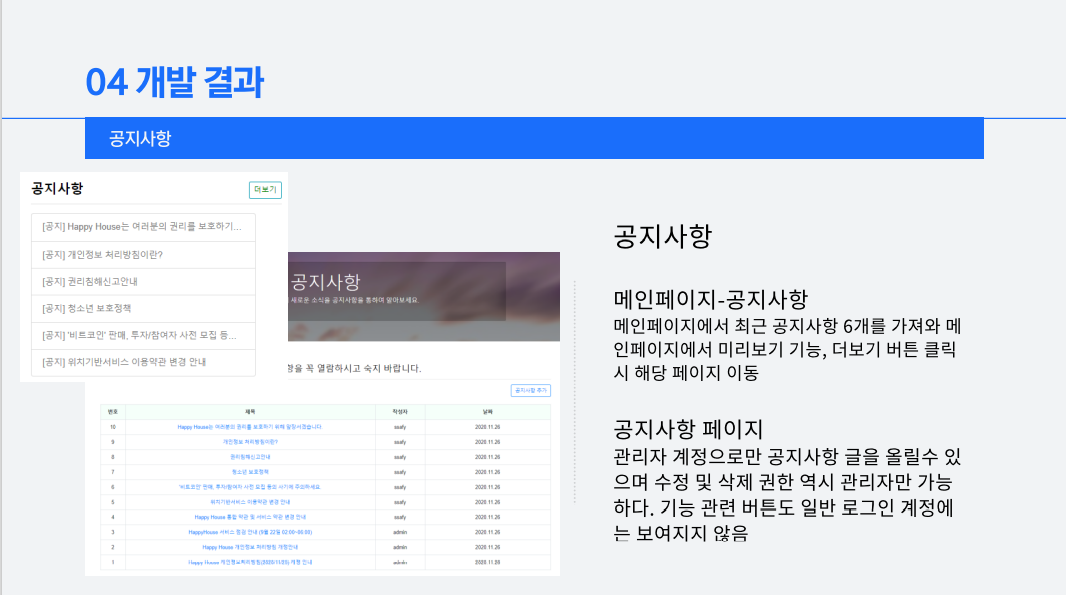 04 개발 결과
공지사항
공지사항
더보기
[공지] Happy House는 여러분의 권리를 보호하기...
[공지] 개인정보 처리방침이란?
[공지] 권리침해신고안내
[공지] 청소년 보호정책
[공지] '비트코인' 판매, 투자/참여자 사전 모집 등...
[공지] 위치기반서비스 이용약관 변경 안내
공지사항
새로운 소식을 공지사항을 통하여 알아보세요.
항을 꼭 열람하시고 숙지 바랍니다.
공지사항 추가
번호 제목 작성자 날짜
10 Happy House는 여러분의 권리를 보호하기 위해 앞장서겠습니다. ssafy 2020.11.26
9 개인정보 처리방침이란? ssafy 2020.11.26
8 권리침해신고안내 ssafy 2020.11.26
7 청소년 보호정책 ssafy 2020.11.26
6 '비트코인' 판매, 투자/참여자 사전 모집 등의 사기에 주의하세요. ssafy 2020.11.26
5 위치기반서비스 이용약관 변경 안내 ssafy 2020.11.26
4 Happy House 통합 약관 및 서비스 약관 변경 안내 ssafy 2020.11.26
3 HappyHouse 서비스 점검 안내 (9월 22일 02:00~06:00) admin 2020.11.26
2 Happy House 개인정보 처리방침 개정안내 admin 2020.11.26
1 Happy House 개인정보처리방침(2020/11/20) 개정 안내 admin 2020.11.26
공지사항
메인페이지-공지사항
메인페이지에서 최근 공지사항 6개를 가져와 메
인페이지에서 미리보기 기능, 더보기 버튼 클릭
시 해당 페이지 이동
공지사항 페이지
관리자 계정으로만 공지사항 글을 올릴수 있
으며 수정 및 삭제 권한 역시 관리자만 가능
하다. 기능 관련 버튼도 일반 로그인 계정에
는 보여지지 않음